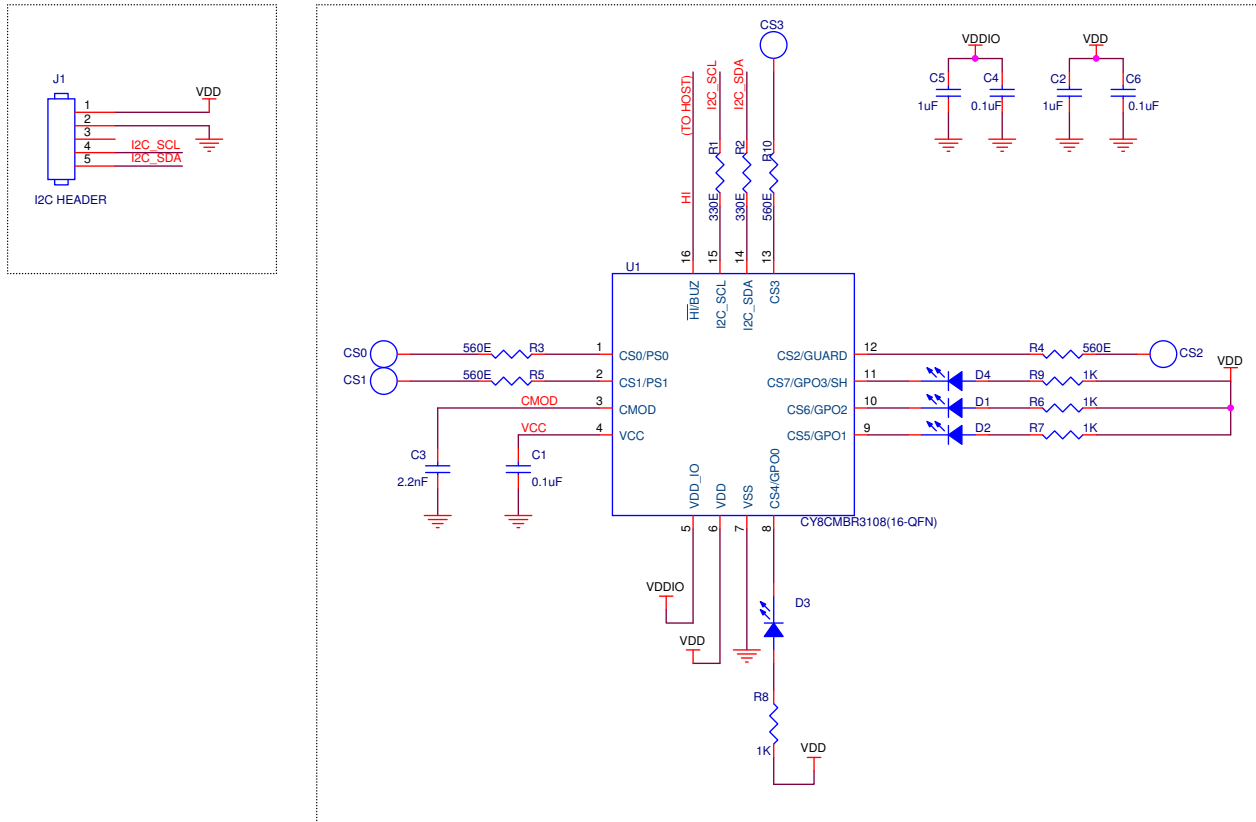 J1
1
2
3
4
5
VDD
I2C_SCL
I2C_SDA
I2C HEADER
CS3
HI
(TO HOST)
I2C_SCL
I2C_SDA
R1
330E
R2
330E
R10
560E
16
15
14
13
VDDIO
C5
1uF
C4
0.1uF
VDD
C2
1uF
C6
0.1uF
U1
HI/BUZ
I2C_SCL
I2C_SDA
CS3
CS0
560E
R3
1
CS0/PS0
CS1
560E
R5
2
CS1/PS1
CMOD
3
CMOD
VCC
4
VCC
C3
2.2nF
C1
0.1uF
CS2/GUARD
12
R4
560E
CS2
CS7/GPO3/SH
11
D4
R9
1K
VDD
CS6/GPO2
10
D1
R6
1K
CS5/GPO1
9
D2
R7
1K
VDD_IO
VDD
VSS
CS4/GPO0
5
6
7
8
CY8CMBR3108(16-QFN)
VDDIO
VDD
D3
R8
1K
VDD